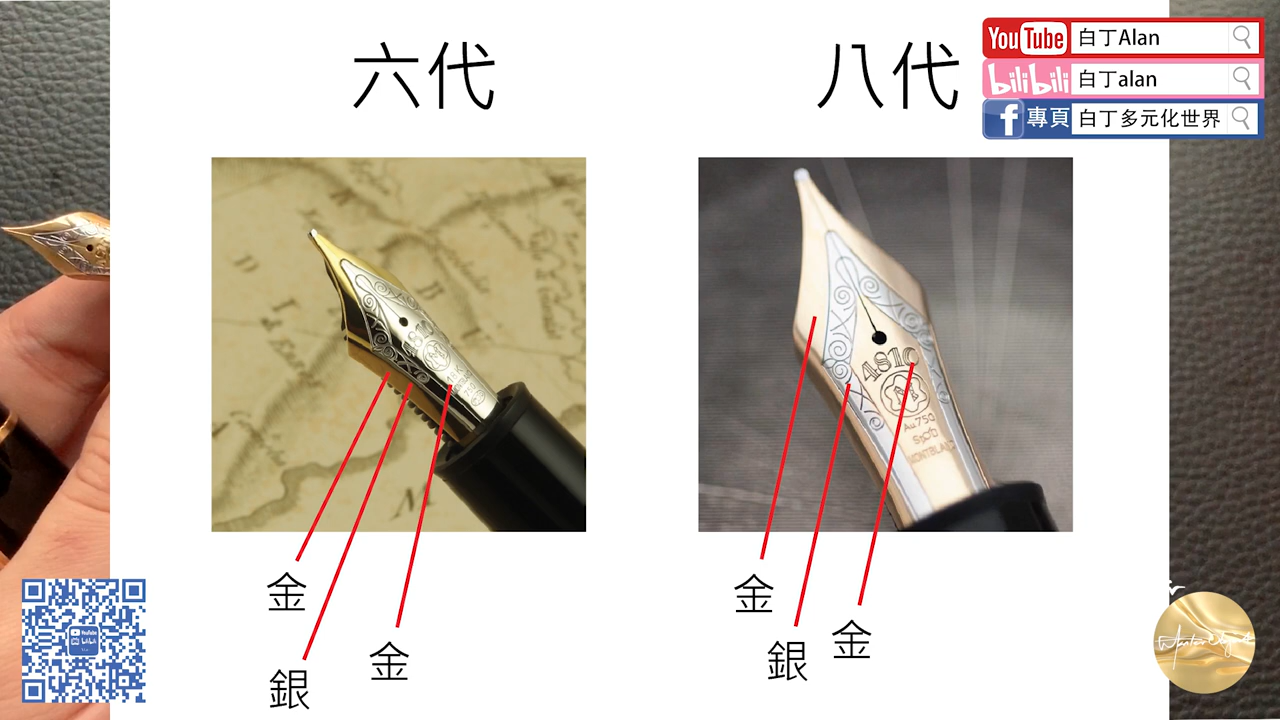 六代
八代
YouTube 白丁Alan
bilibili 白丁alan
f 專頁 白丁多元化世界
4810
M
4810
M
Au750
MONTBLANC
金
銀
金
金
銀
金